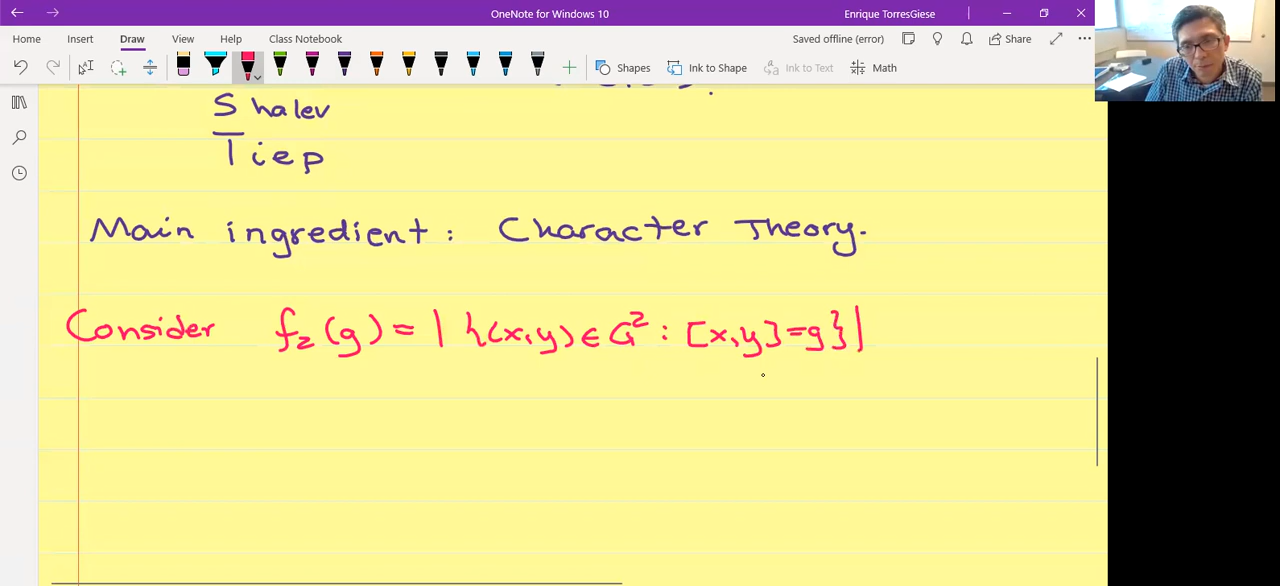 OneNote for Windows 10
Enrique TorresGiese
Home Insert Draw View Help Class Notebook
Saved offline (error)
Share
Shapes
Ink to Shape
Ink to Text
Math
Shalev
Tiep
Main ingredient: Character Theory.
Consider f₂(g) = | {(x,y) ∈ G² : [x,y]=g}|